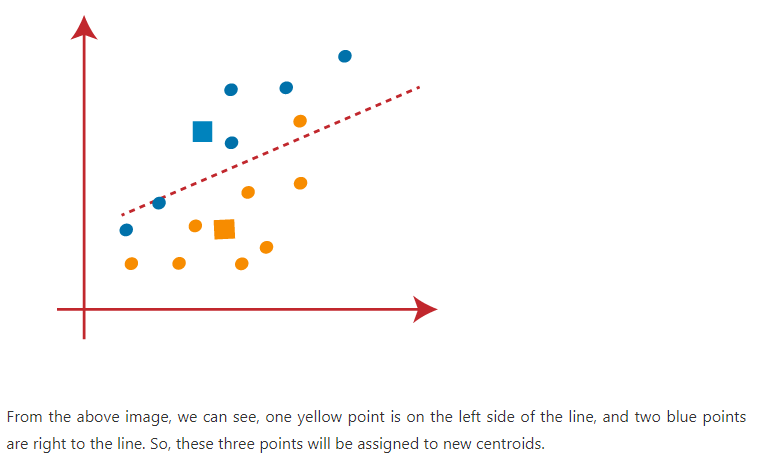 From the above image, we can see, one yellow point is on the left side of the line, and two blue points
are right to the line. So, these three points will be assigned to new centroids.